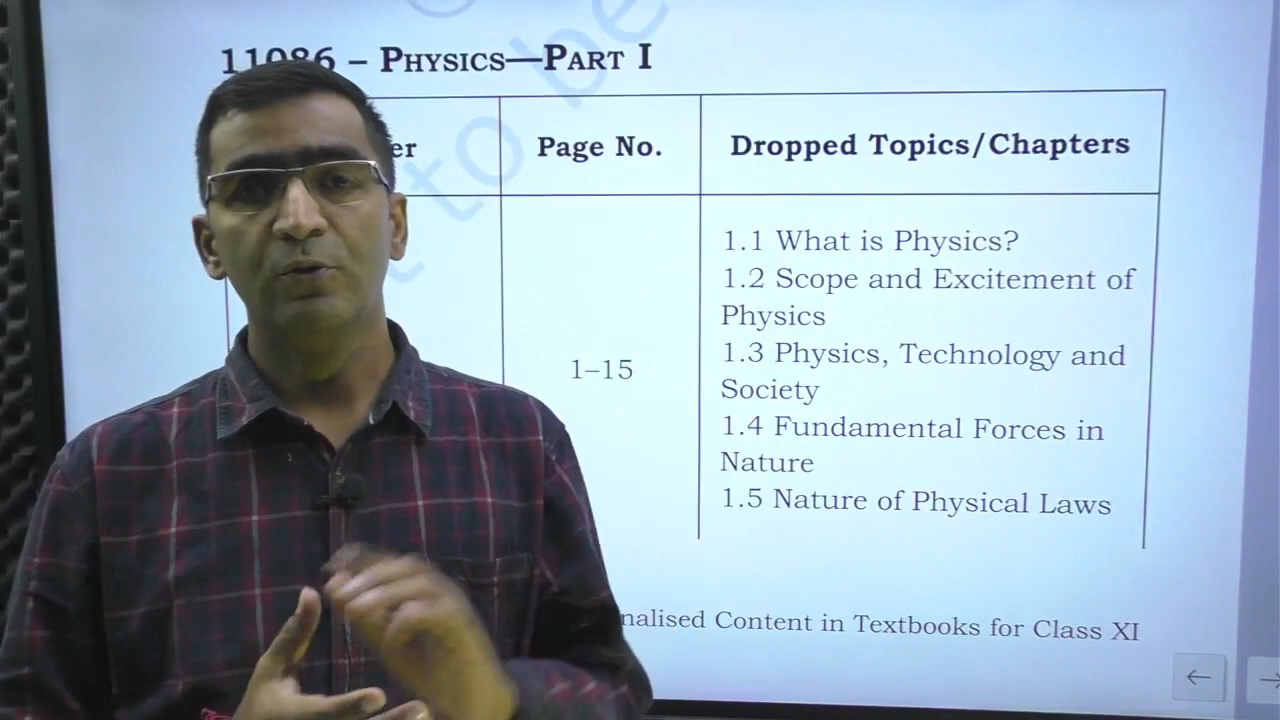 11086 – PHYSICS—PART I
Page No.
Dropped Topics/Chapters
1–15
1.1 What is Physics?
1.2 Scope and Excitement of
Physics
1.3 Physics, Technology and
Society
1.4 Fundamental Forces in
Nature
1.5 Nature of Physical Laws
Content in Textbooks for Class XI
to be